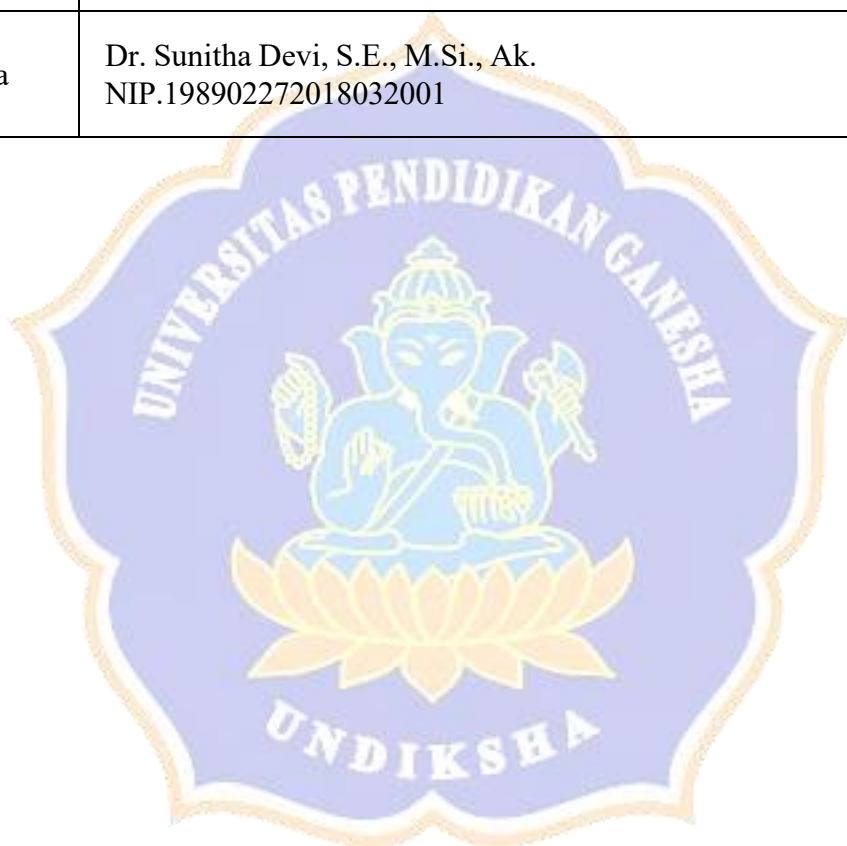 a
Dr. Sunitha Devi, S.E., M.Si., Ak.
NIP.198902272018032001
UNIVERSITAS PENDIDIKAN GANESHA
UNDIKSHA